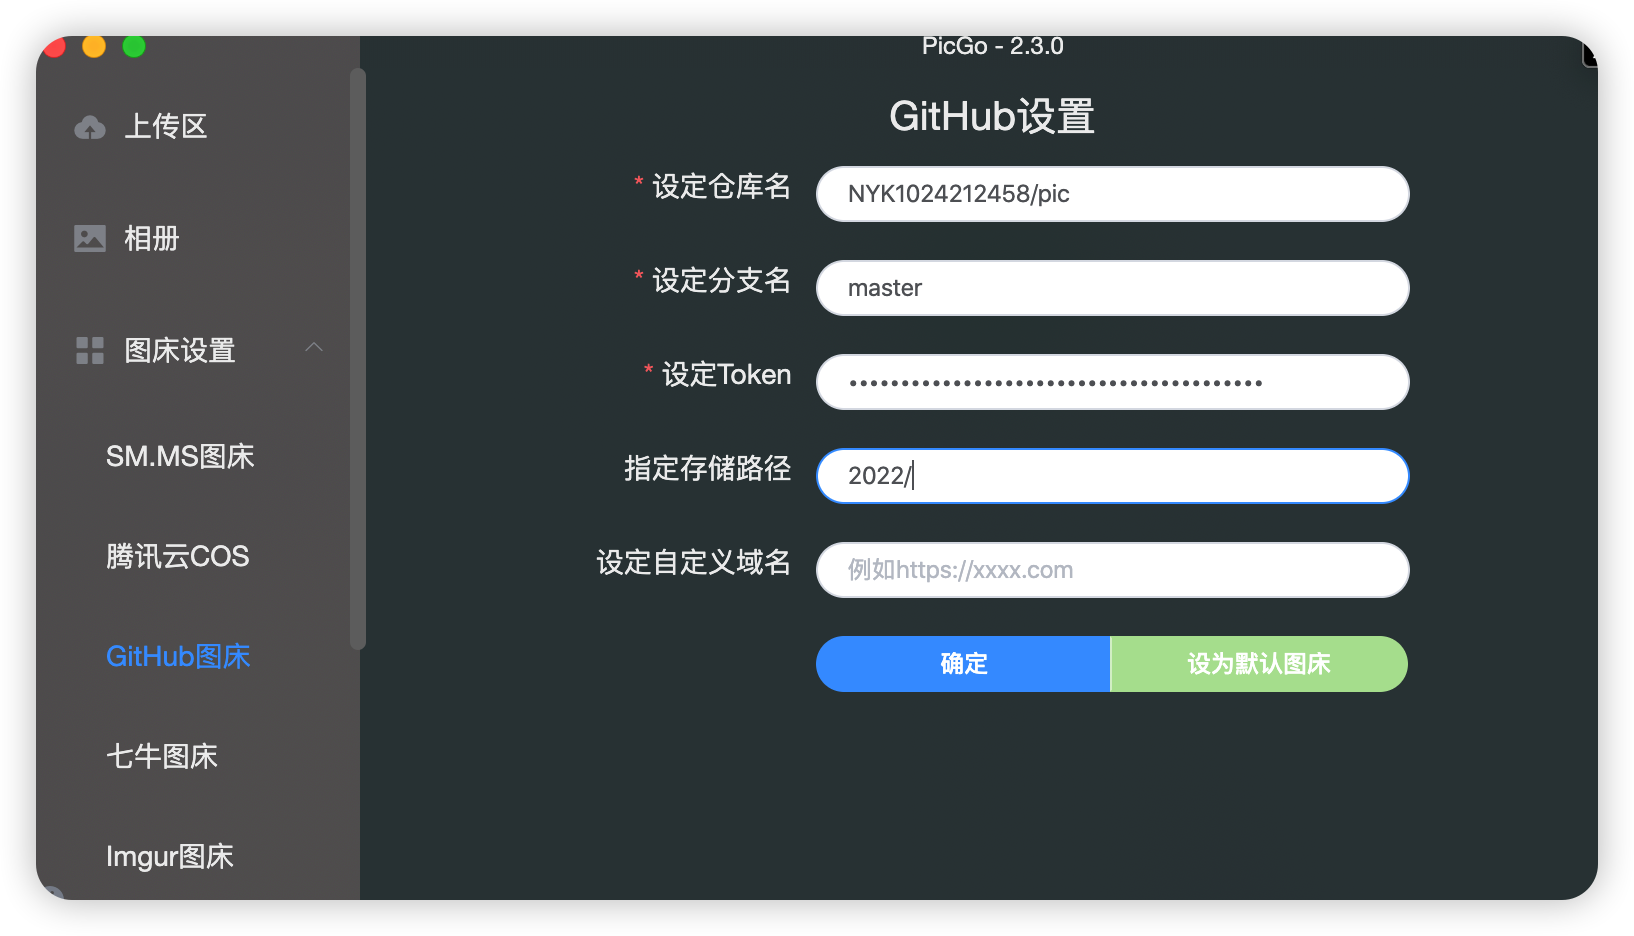 PicGo - 2.3.0
上传区
相册
图床设置
SM.MS图床
腾讯云COS
GitHub图床
七牛图床
Imgur图床
GitHub设置
* 设定仓库名
NYK1024212458/pic
* 设定分支名
master
* 设定Token
••••••••••••••••••••••••••••••••••••••••
指定存储路径
2022/
设定自定义域名
例如https://xxxx.com
确定
设为默认图床